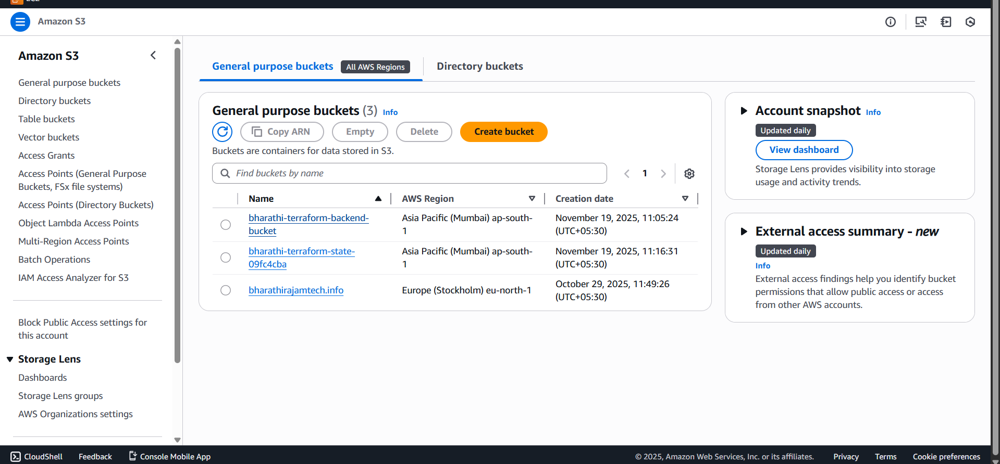 Amazon S3
Amazon S3
General purpose buckets
Directory buckets
Table buckets
Vector buckets
Access Grants
Access Points (General Purpose
Buckets, FSx file systems)
Access Points (Directory Buckets)
Object Lambda Access Points
Multi-Region Access Points
Batch Operations
IAM Access Analyzer for S3
Block Public Access settings for
this account
Storage Lens
Dashboards
Storage Lens groups
AWS Organizations settings
General purpose buckets All AWS Regions Directory buckets
General purpose buckets (3) Info
Copy ARN Empty Delete Create bucket
Buckets are containers for data stored in S3.
Find buckets by name 1
Name AWS Region Creation date
bharathi-terraform-backend-
bucket
Asia Pacific (Mumbai) ap-south-
1
November 19, 2025, 11:05:24
(UTC+05:30)
bharathi-terraform-state-
09fc4cba
Asia Pacific (Mumbai) ap-south-
1
November 19, 2025, 11:16:31
(UTC+05:30)
bharathirajamtech.info
Europe (Stockholm) eu-north-1
October 29, 2025, 11:49:26
(UTC+05:30)
Account snapshot Info
Updated daily
View dashboard
Storage Lens provides visibility into storage
usage and activity trends.
External access summary - new
Updated daily
Info
External access findings help you identify bucket
permissions that allow public access or access
from other AWS accounts.
CloudShell Feedback Console Mobile App © 2025, Amazon Web Services, Inc. or its affiliates. Privacy Terms Cookie preferences